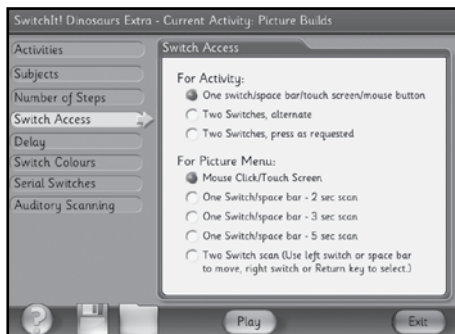 SwitchIt! Dinosaurs Extra - Current Activity: Picture Builds
Activities
Subjects
Number of Steps
Switch Access
Delay
Switch Colours
Serial Switches
Auditory Scanning
Switch Access
For Activity:
One switch/space bar/touch screen/mouse button
Two Switches, alternate
Two Switches, press as requested
For Picture Menu:
Mouse Click/Touch Screen
One Switch/space bar - 2 sec scan
One Switch/space bar - 3 sec scan
One Switch/space bar - 5 sec scan
Two Switch scan (Use left switch or space bar
to move, right switch or Return key to select.)
?
Play
Exit